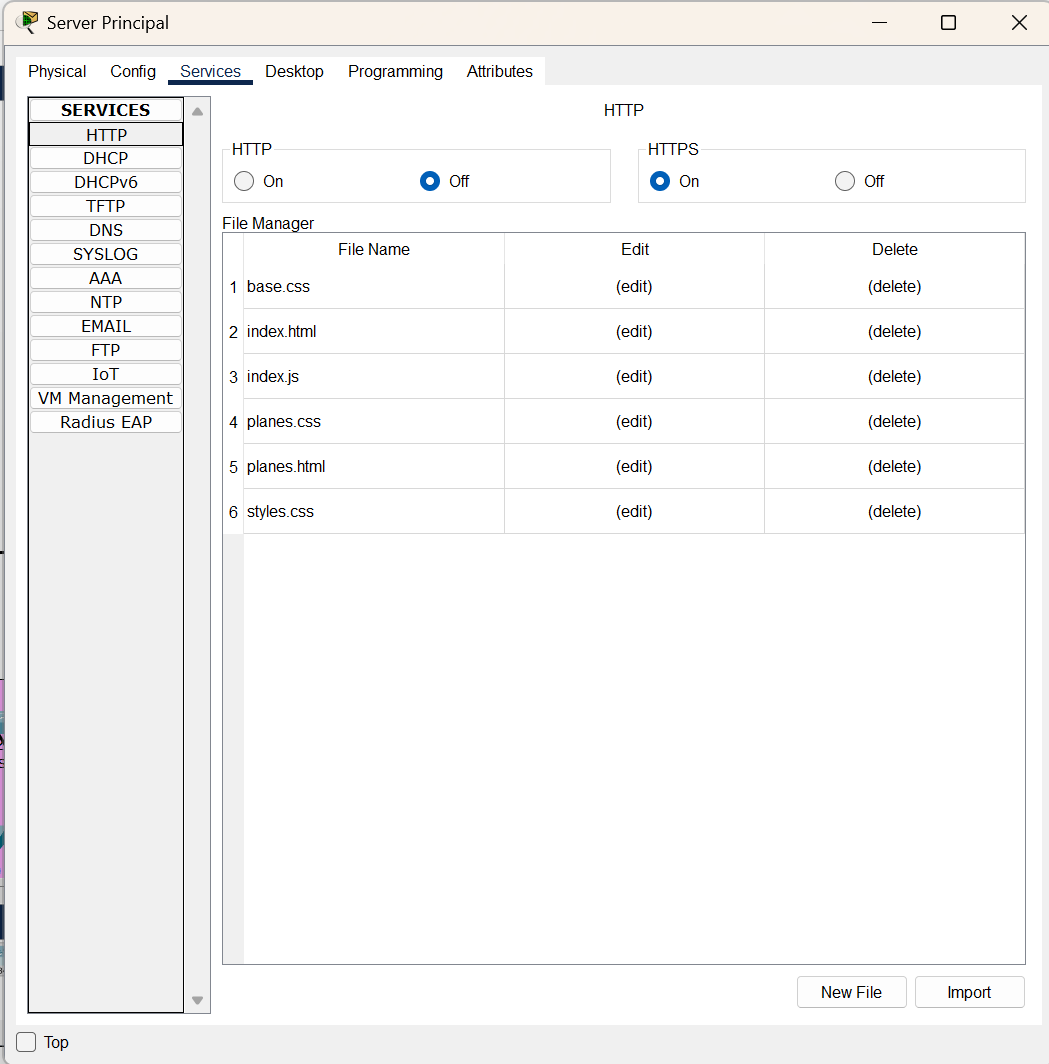 Server Principal
Physical Config Services Desktop Programming Attributes
SERVICES
HTTP
DHCP
DHCPv6
TFTP
DNS
SYSLOG
AAA
NTP
EMAIL
FTP
IoT
VM Management
Radius EAP
HTTP
HTTP
On Off
HTTPS
On Off
File Manager
File Name Edit Delete
1 base.css (edit) (delete)
2 index.html (edit) (delete)
3 index.js (edit) (delete)
4 planes.css (edit) (delete)
5 planes.html (edit) (delete)
6 styles.css (edit) (delete)
New File Import
Top